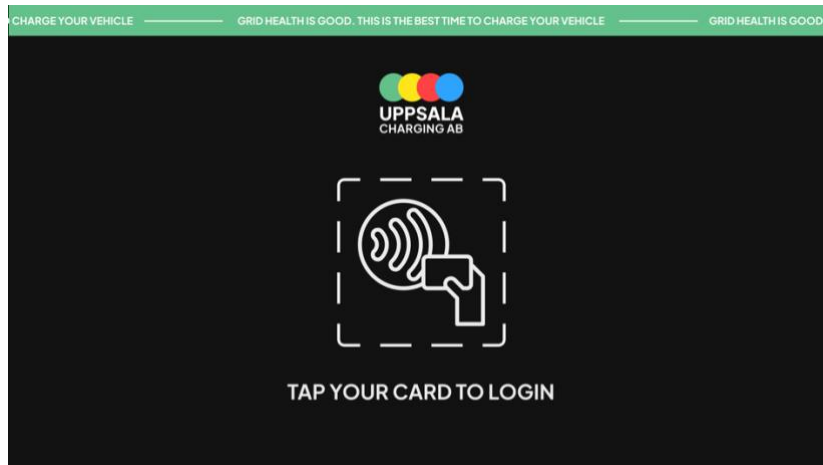 CHARGE YOUR VEHICLE GRID HEALTH IS GOOD. THIS IS THE BEST TIME TO CHARGE YOUR VEHICLE GRID HEALTH IS GOOD
UPPSALA
CHARGING AB
TAP YOUR CARD TO LOGIN